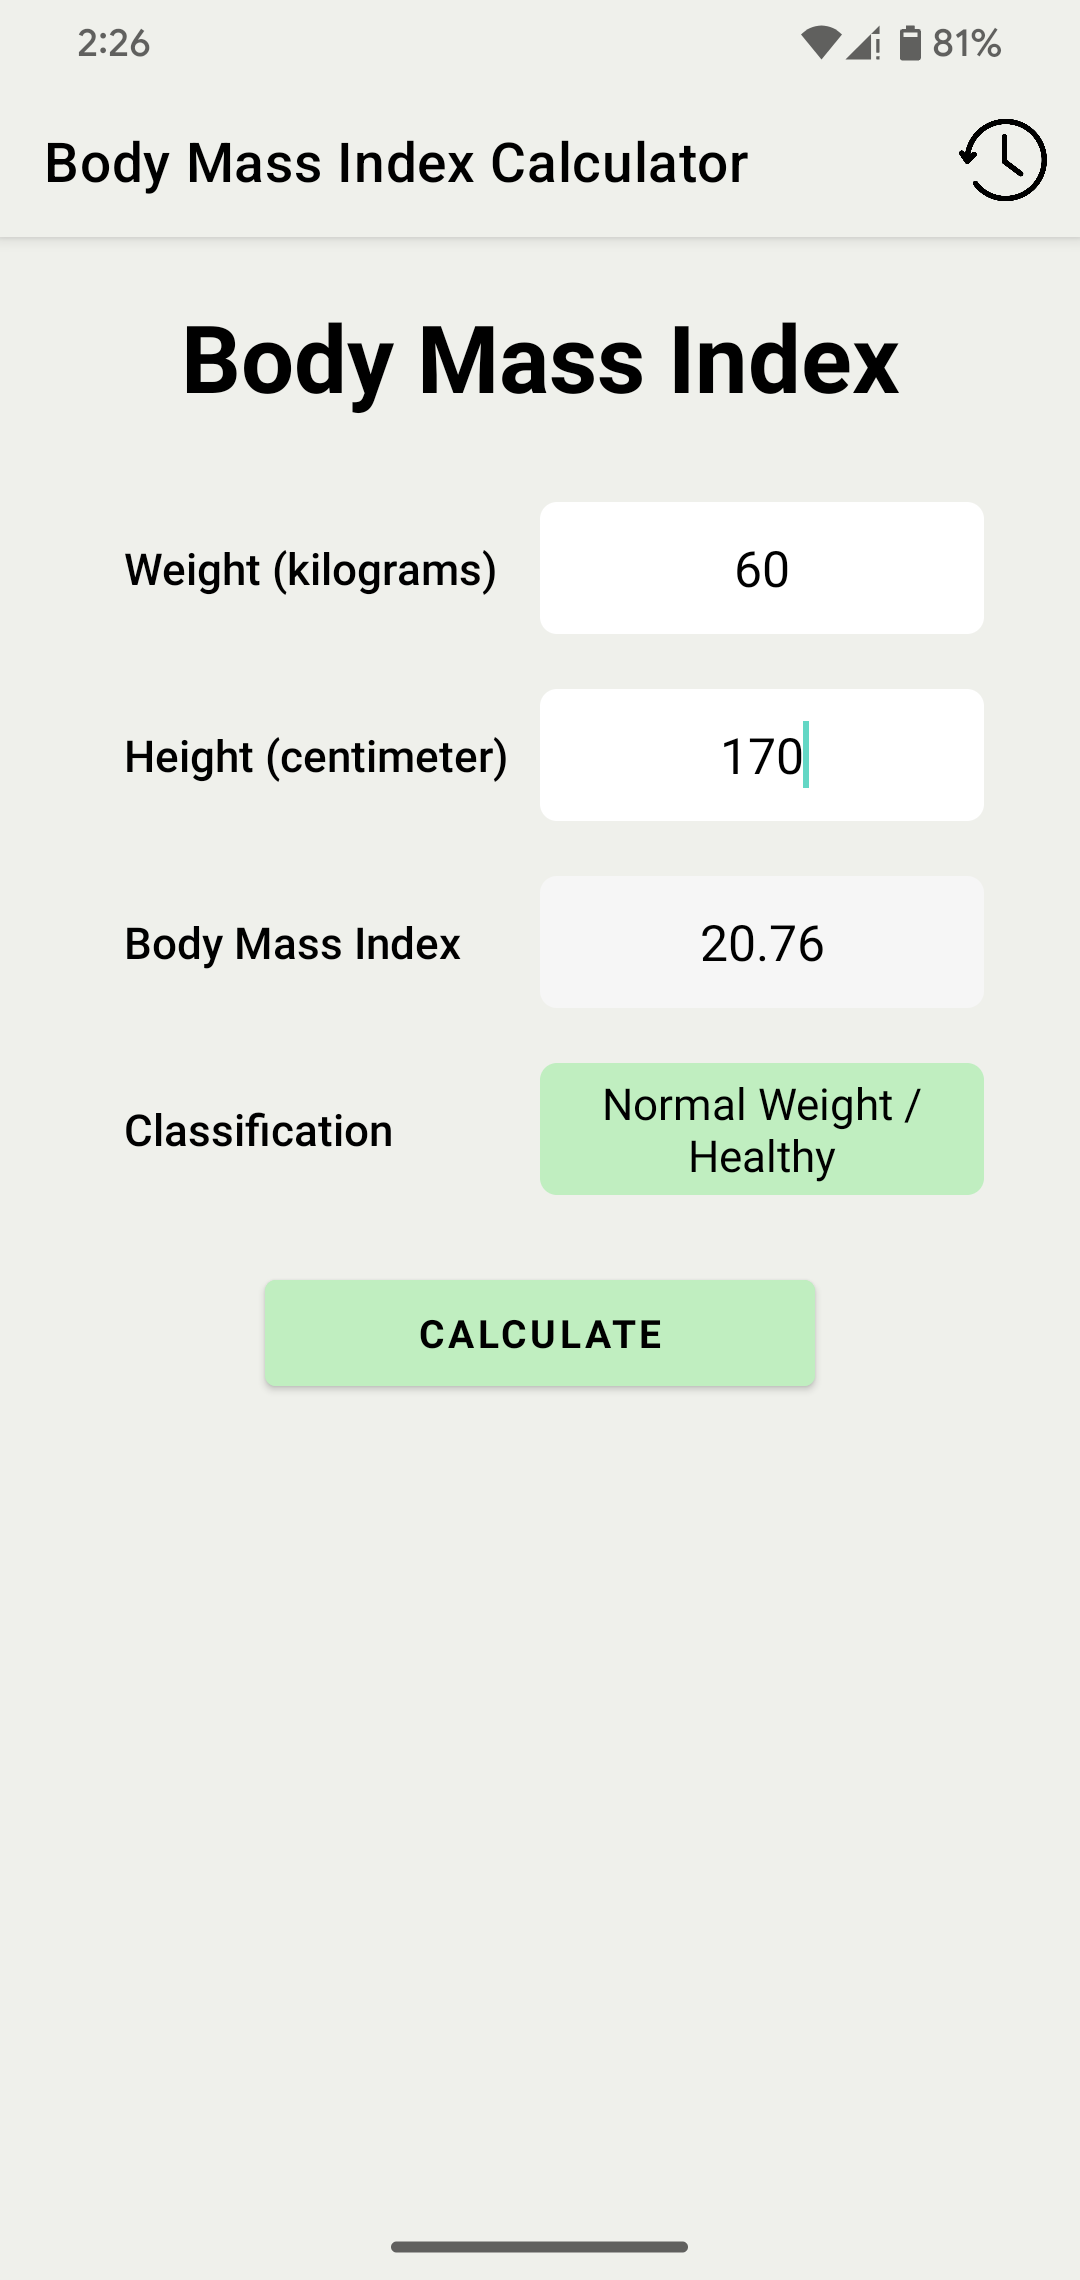 2:26
81%
Body Mass Index Calculator
Body Mass Index
Weight (kilograms)
60
Height (centimeter)
170
Body Mass Index
20.76
Classification
Normal Weight /
Healthy
CALCULATE